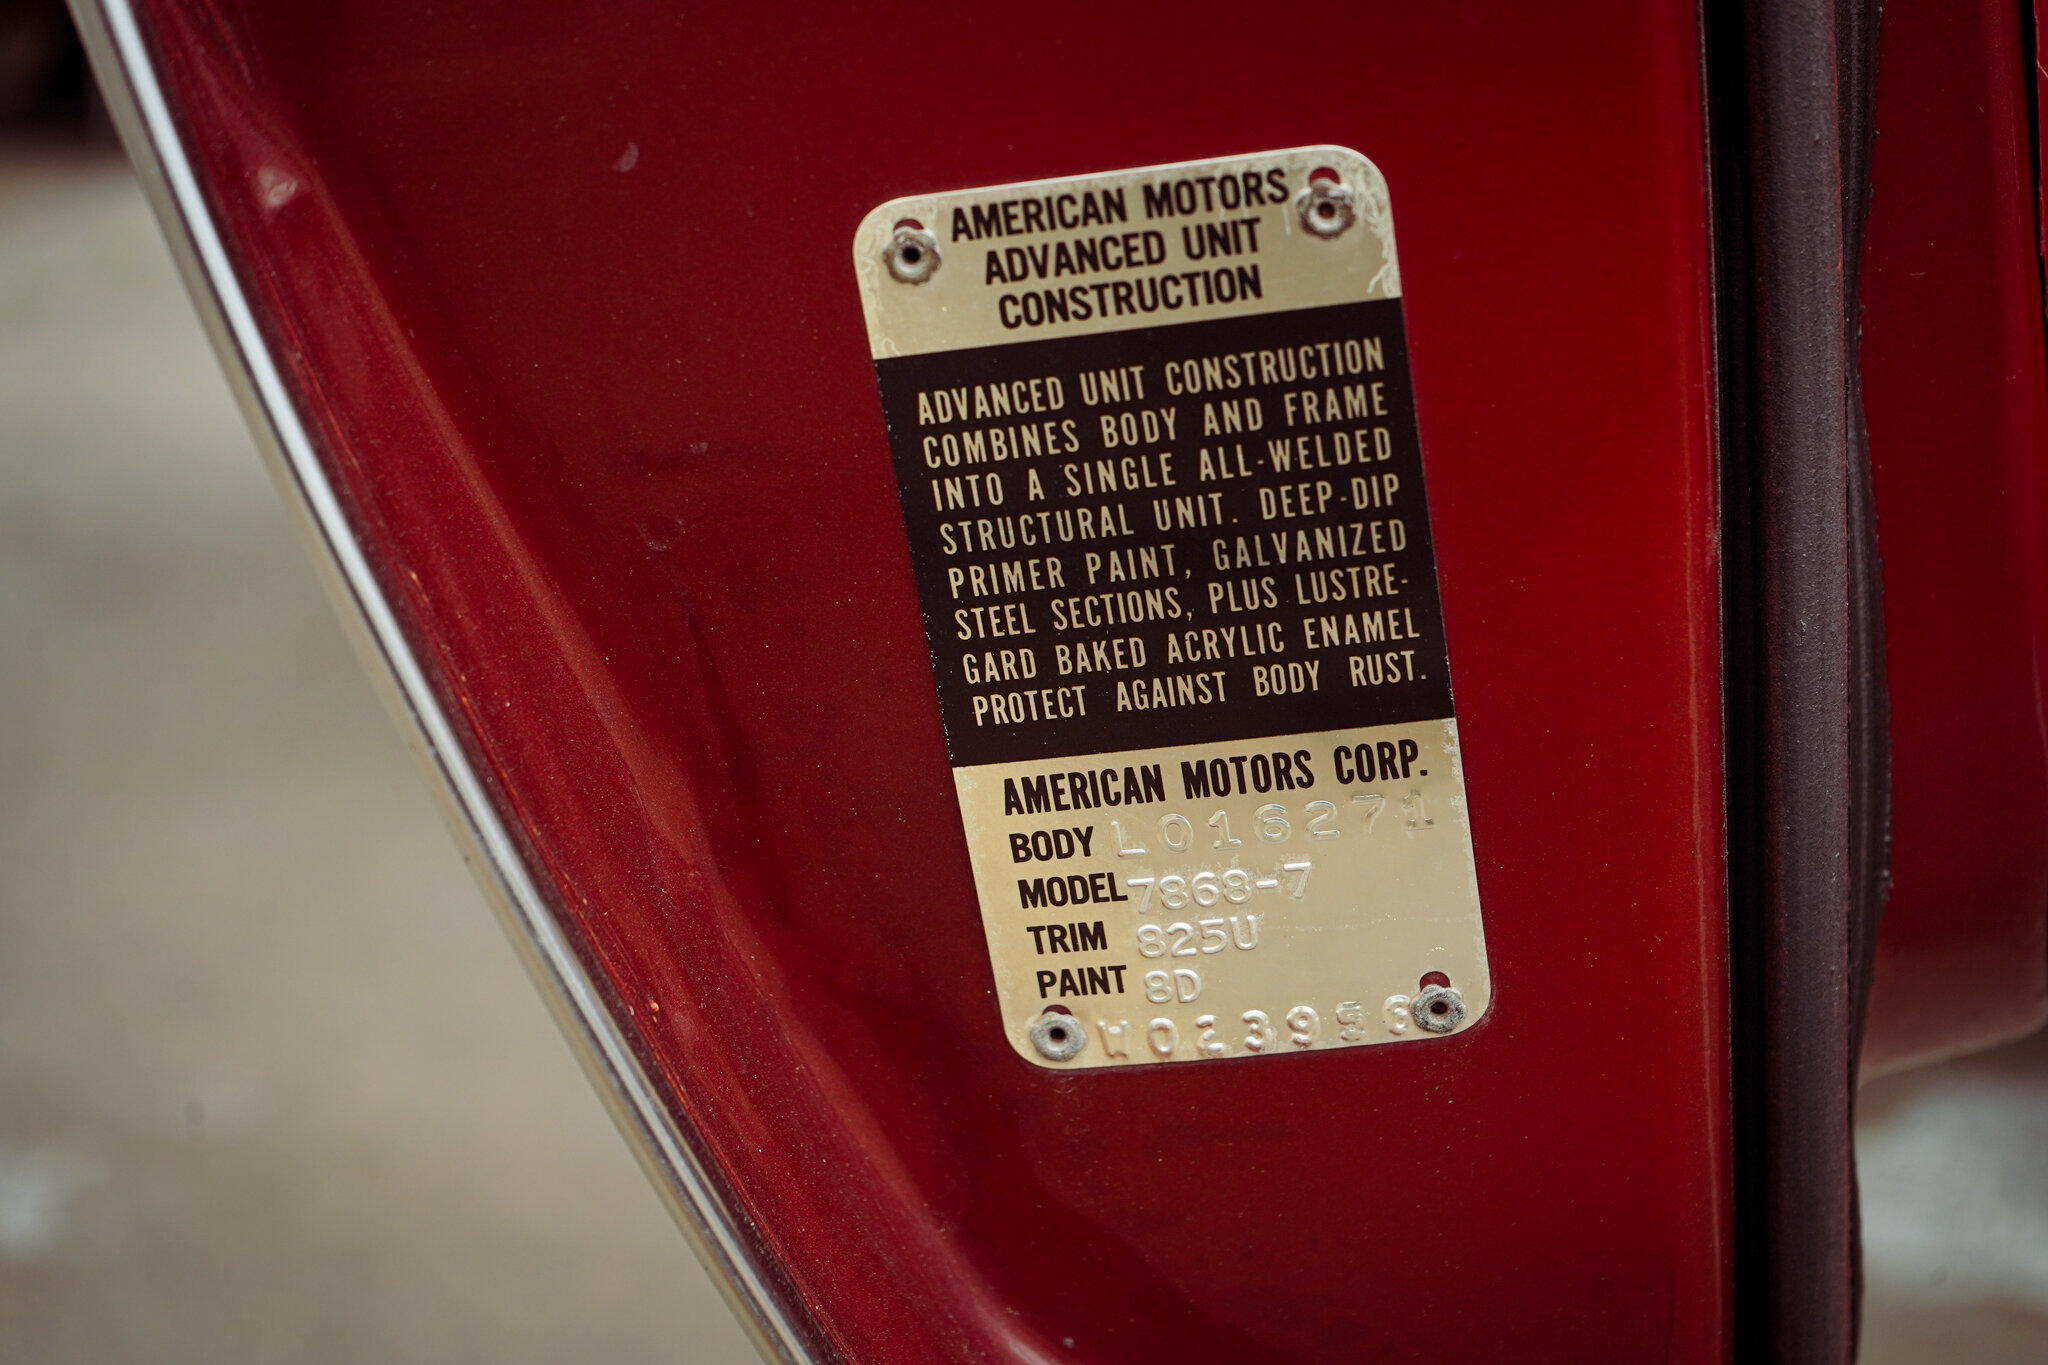 AMERICAN MOTORS
ADVANCED UNIT
CONSTRUCTION
ADVANCED UNIT CONSTRUCTION
COMBINES BODY AND FRAME
INTO A SINGLE ALL-WELDED
STRUCTURAL UNIT. DEEP-DIP
PRIMER PAINT, GALVANIZED
STEEL SECTIONS, PLUS LUSTRE-
GARD BAKED ACRYLIC ENAMEL
PROTECT AGAINST BODY RUST.
AMERICAN MOTORS CORP.
BODY L016271
MODEL 7868-7
TRIM 825U
PAINT 8D